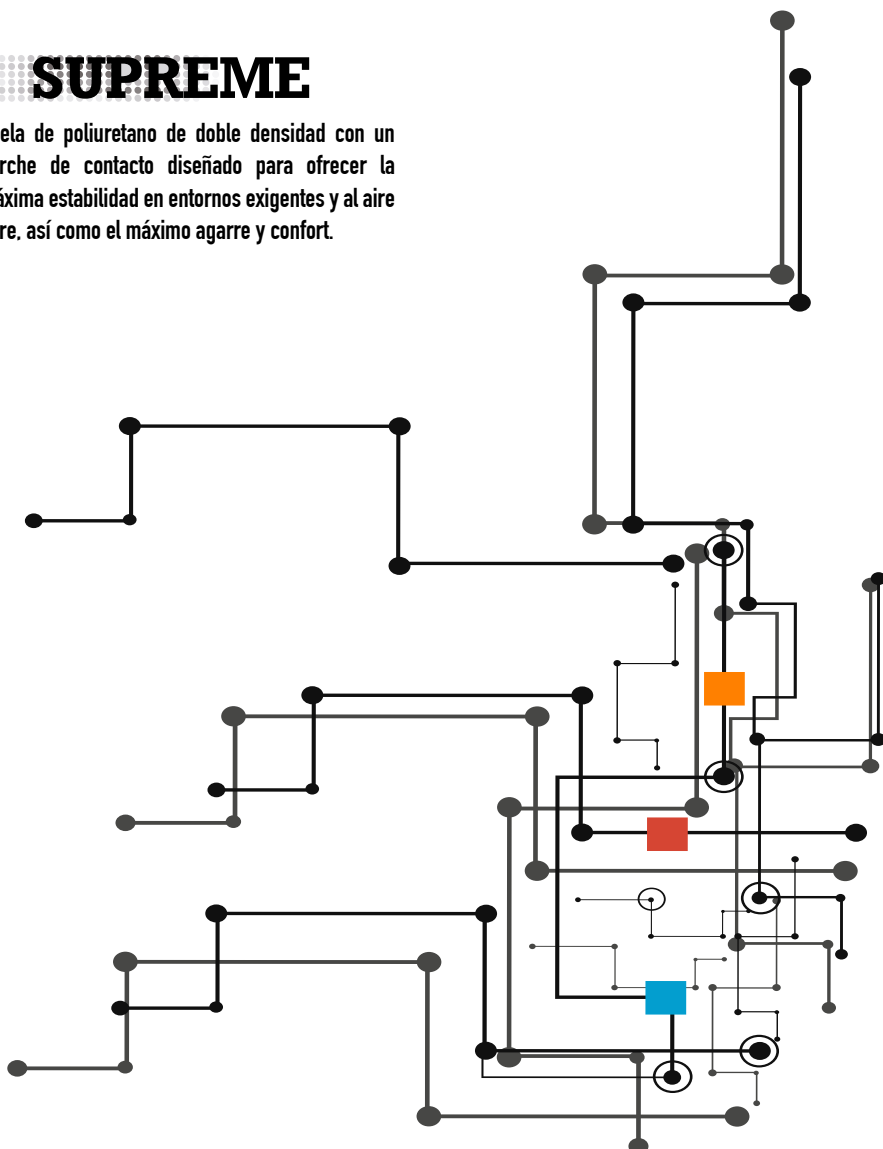 SUPREME
ela de poliuretano de doble densidad con un
rche de contacto diseñado para ofrecer la
áxima estabilidad en entornos exigentes y al aire
re, así como el máximo agarre y confort.